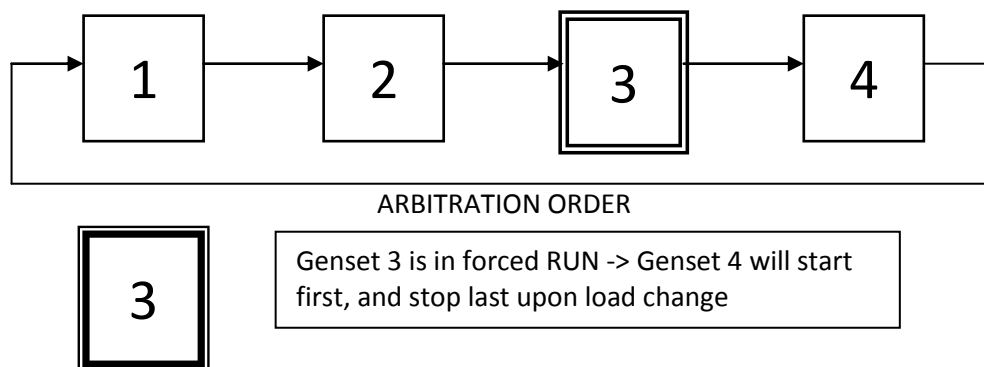 1 2 3 4
ARBITRATION ORDER
3
Genset 3 is in forced RUN -> Genset 4 will start
first, and stop last upon load change